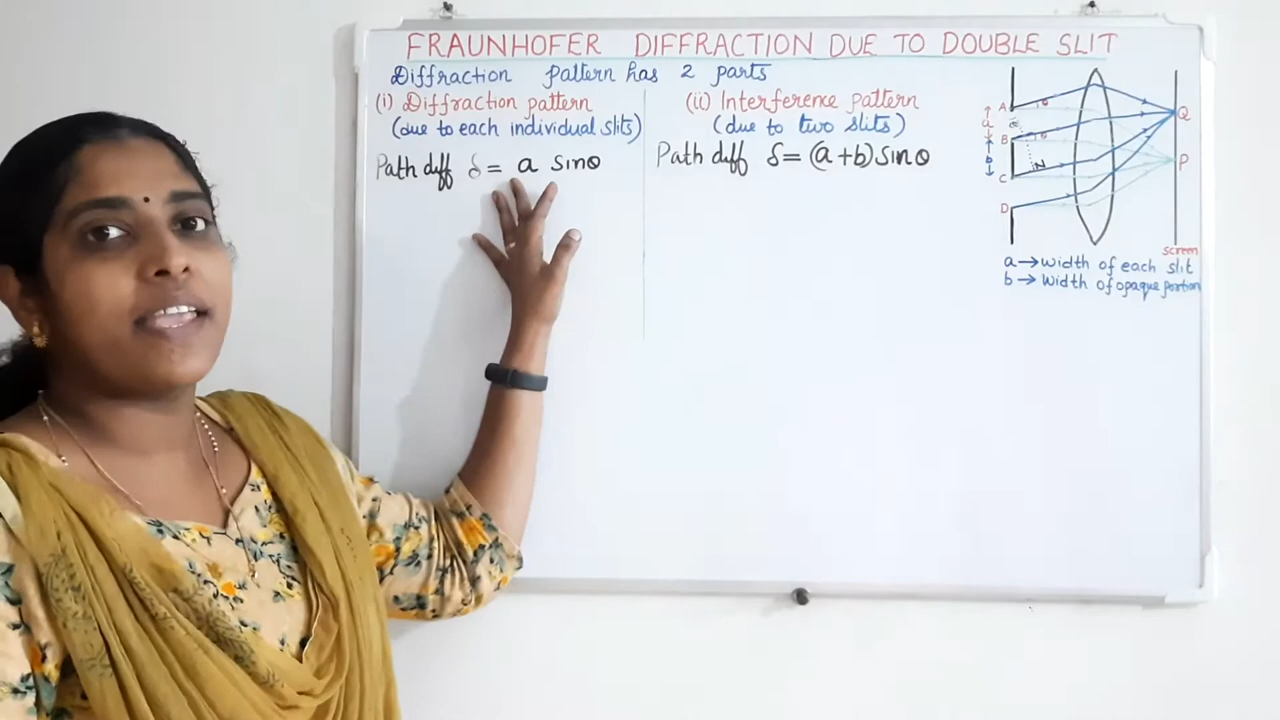 FRAUNHOFER DIFFRACTION DUE TO DOUBLE SLIT
Diffraction pattern has 2 parts
(i) Diffraction pattern
(due to each individual slits)
Path diff δ = a sinθ
(ii) Interference pattern
(due to two slits)
Path diff δ = (a+b) sinθ
A
a
B
b
C
D
θ
θ
N
Q
P
screen
a → width of each slit
b → width of opaque portion